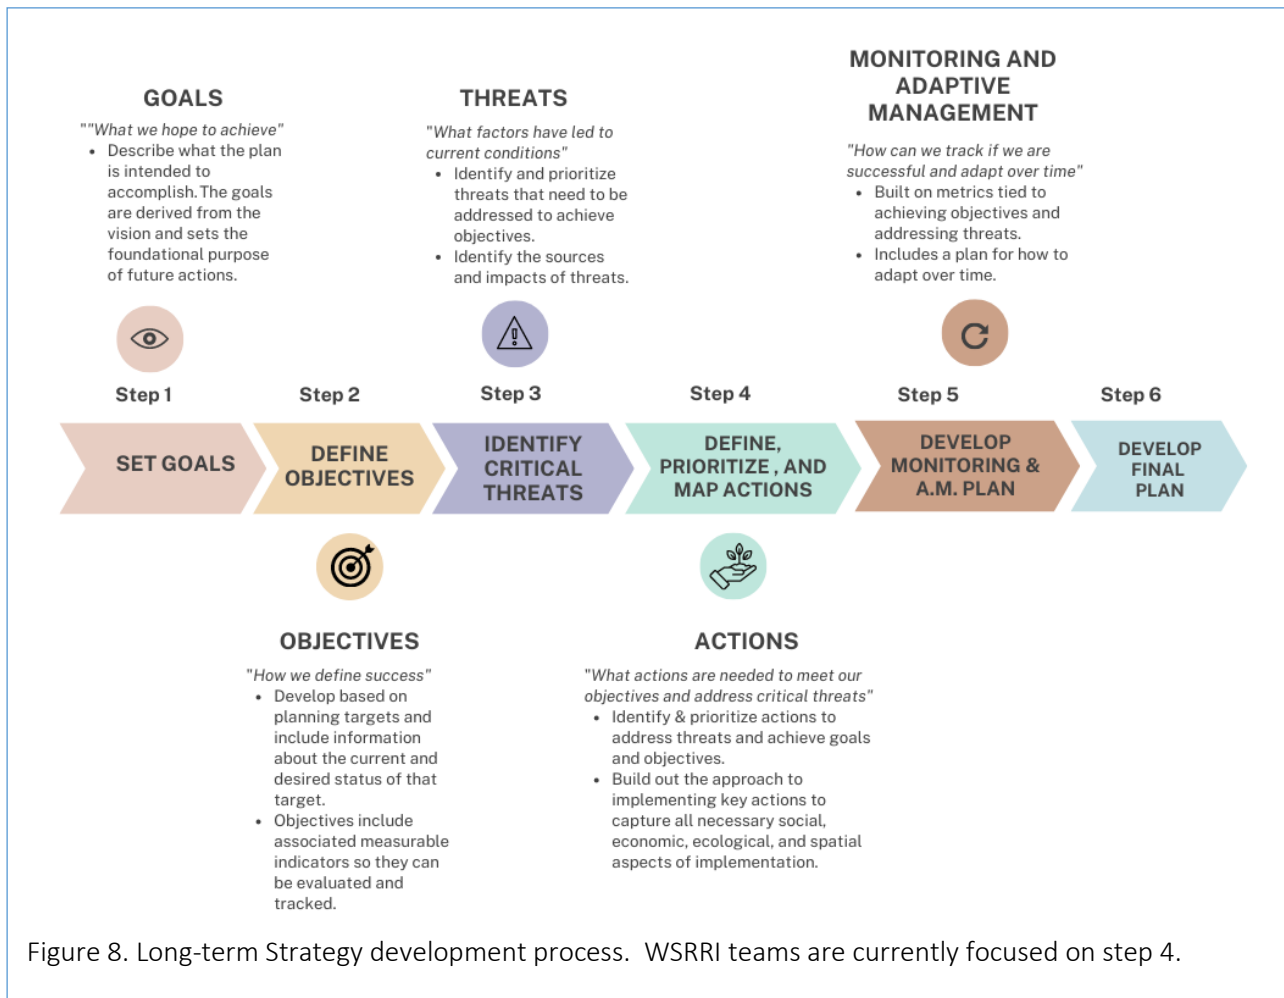 GOALS
""What we hope to achieve"
• Describe what the plan
is intended to
accomplish. The goals
are derived from the
vision and sets the
foundational purpose
of future actions.
THREATS
"What factors have led to
current conditions"
• Identify and prioritize
threats that need to be
addressed to achieve
objectives.
• Identify the sources
and impacts of threats.
MONITORING AND
ADAPTIVE
MANAGEMENT
"How can we track if we are
successful and adapt over time"
• Built on metrics tied to
achieving objectives and
addressing threats.
• Includes a plan for how to
adapt over time.
Step 1
Step 2
Step 3
Step 4
Step 5
Step 6
SET GOALS
DEFINE
OBJECTIVES
IDENTIFY
CRITICAL
THREATS
DEFINE,
PRIORITIZE , AND
MAP ACTIONS
DEVELOP
MONITORING &
A.M. PLAN
DEVELOP
FINAL
PLAN
OBJECTIVES
"How we define success"
• Develop based on
planning targets and
include information
about the current and
desired status of that
target.
• Objectives include
associated measurable
indicators so they can
be evaluated and
tracked.
ACTIONS
"What actions are needed to meet our
objectives and address critical threats"
• Identify & prioritize actions to
address threats and achieve goals
and objectives.
• Build out the approach to
implementing key actions to
capture all necessary social,
economic, ecological, and spatial
aspects of implementation.
Figure 8. Long-term Strategy development process.  WSRRI teams are currently focused on step 4.